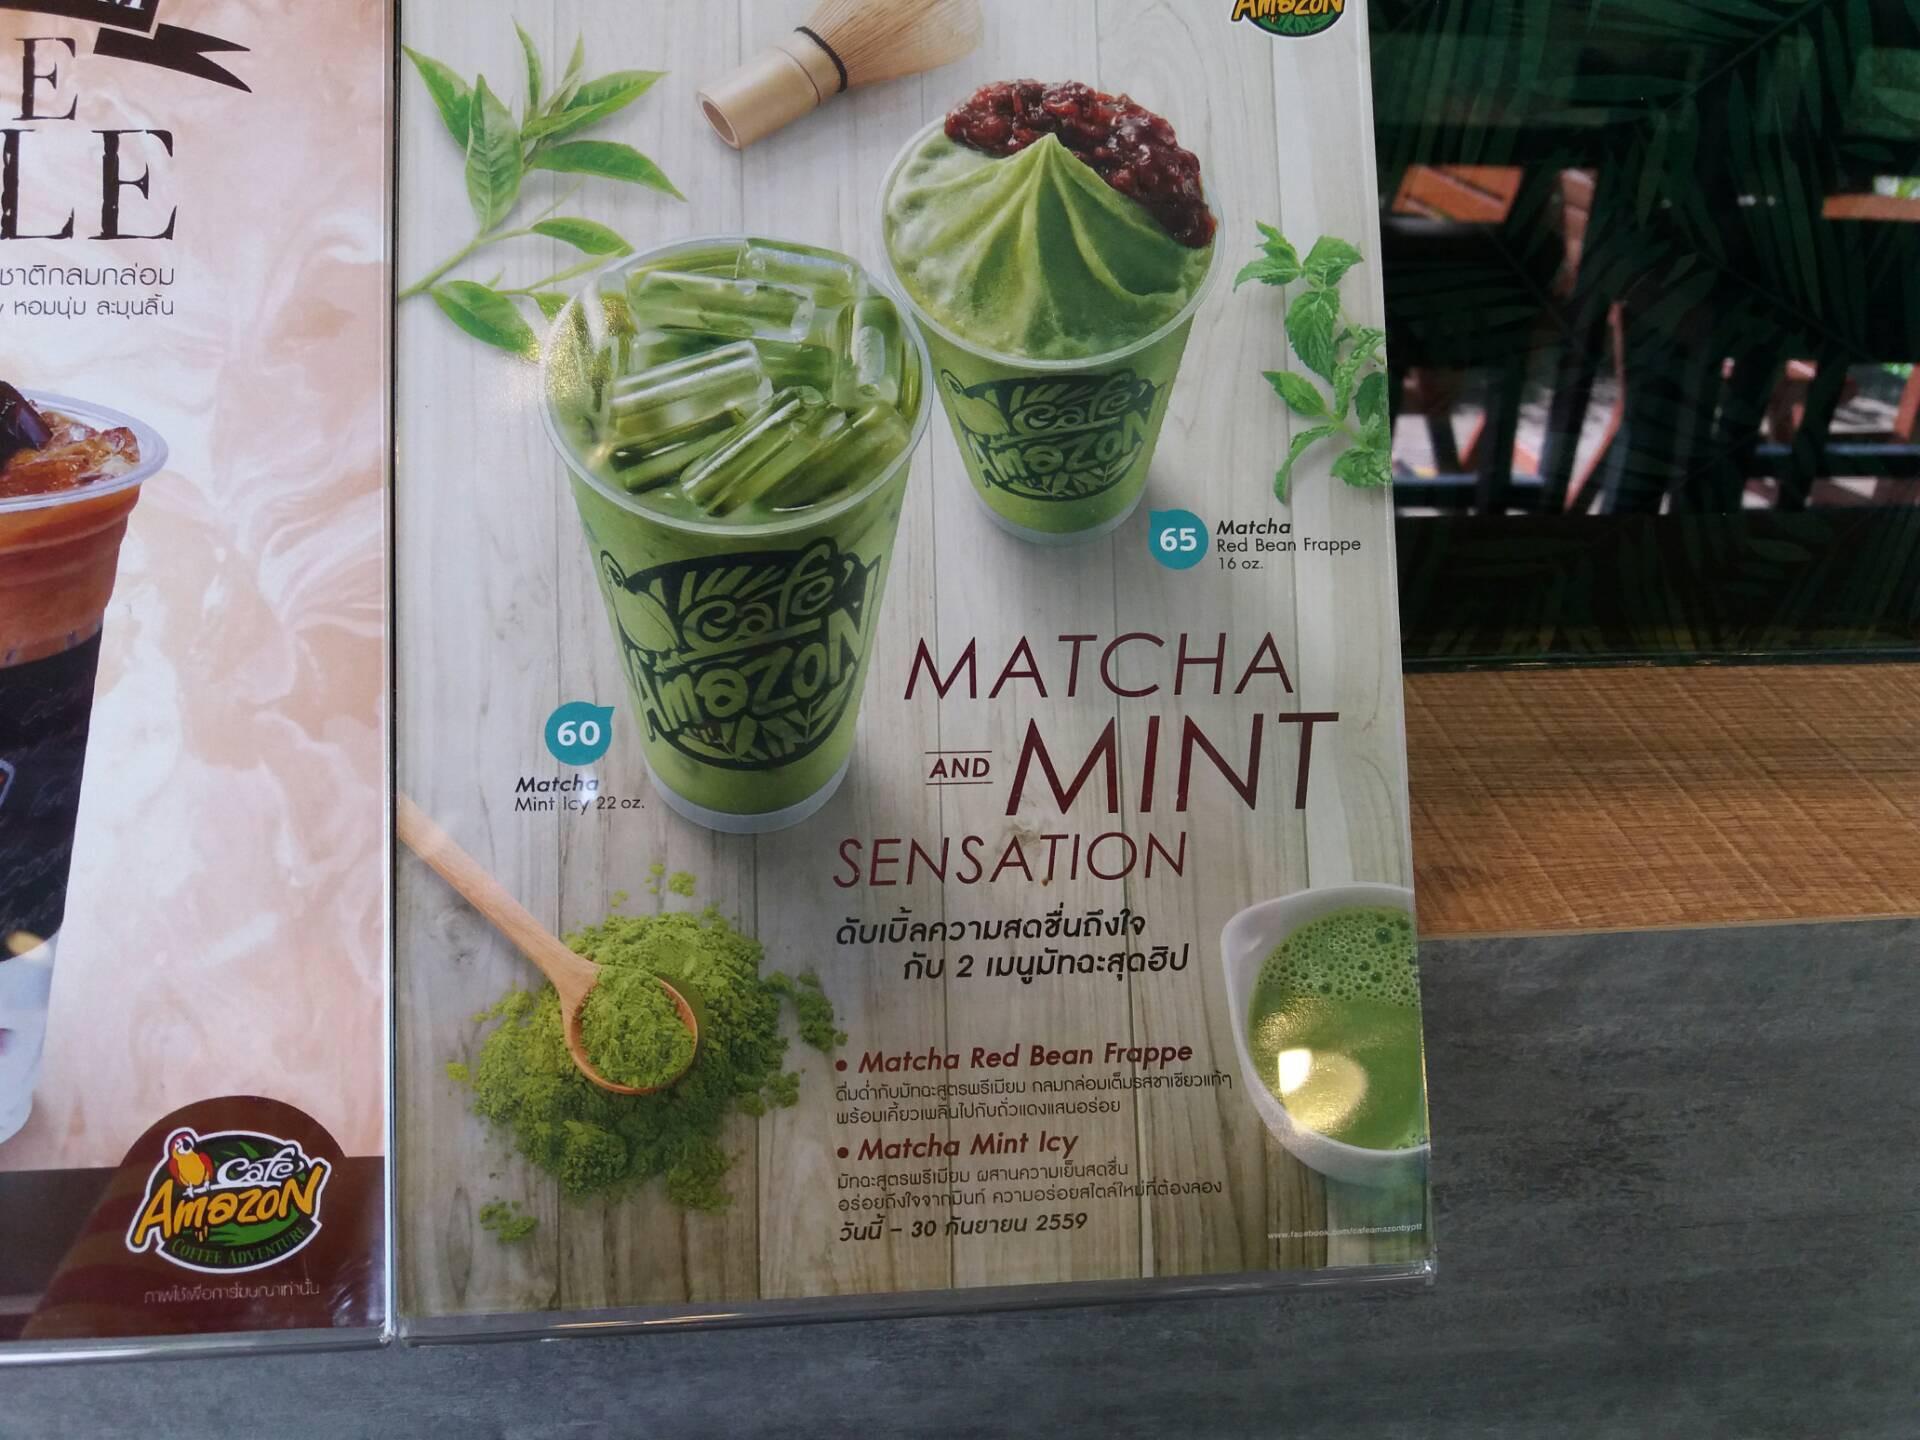 E
LE
ชาติกลมกล่อม
หอมนุ่ม ละมุนลิ้น
Café
AmazoN
COFFEE ADVENTURE
ภาพใช้เพื่อการโฆษณาเท่านั้น
AmazoN
Café
AmazoN
65
Matcha
Red Bean Frappe
16 oz.
Café
AmazoN
60
Matcha
Mint Icy 22 oz.
MATCHA
AND MINT
SENSATION
ดับเบิ้ลความสดชื่นถึงใจ
กับ 2 เมนูมัทฉะสุดฮิป
• Matcha Red Bean Frappe
ดื่มด่ำกับมัทฉะสูตรพรีเมียม กลมกล่อมเต็มรสชาเขียวแท้ๆ
พร้อมเคี้ยวเพลินไปกับถั่วแดงแสนอร่อย
• Matcha Mint Icy
มัทฉะสูตรพรีเมียม ผสานความเย็นสดชื่น
อร่อยถึงใจจากมินท์ ความอร่อยสไตล์ใหม่ที่ต้องลอง
วันนี้ – 30 กันยายน 2559
www.facebook.com/cafeamazonbyptt